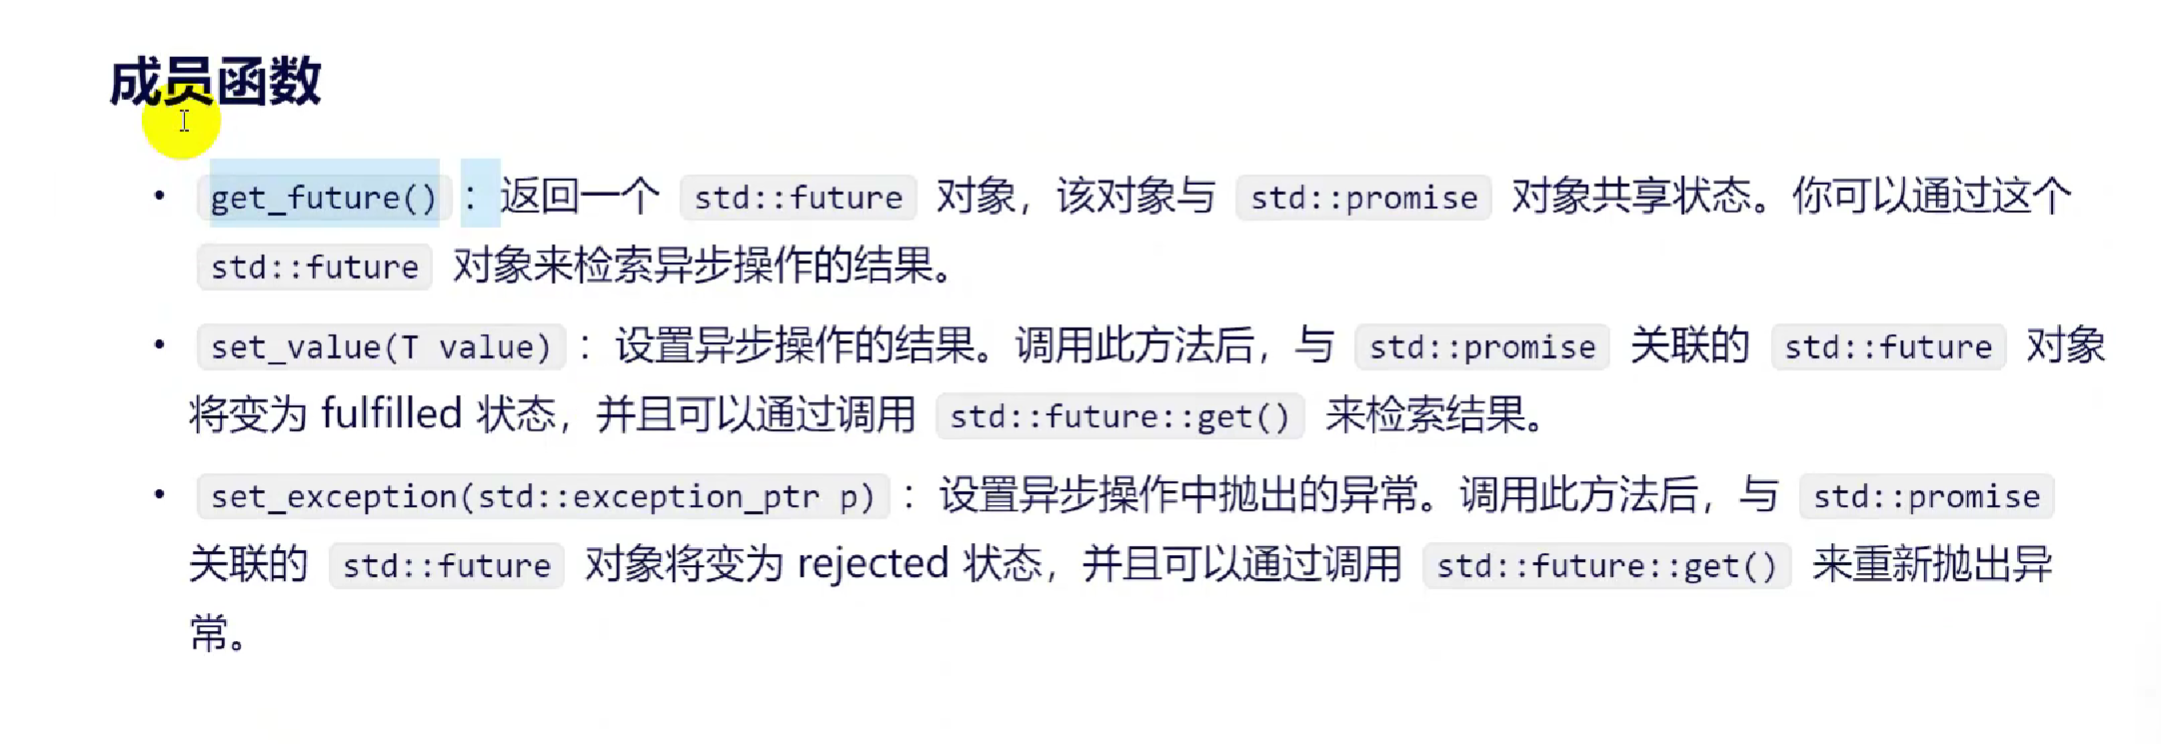 成员函数
• get_future() ：返回一个 std::future 对象，该对象与 std::promise 对象共享状态。你可以通过这个
std::future 对象来检索异步操作的结果。
• set_value(T value) ：设置异步操作的结果。调用此方法后，与 std::promise 关联的 std::future 对象
将变为 fulfilled 状态，并且可以通过调用 std::future::get() 来检索结果。
• set_exception(std::exception_ptr p) ：设置异步操作中抛出的异常。调用此方法后，与 std::promise
关联的 std::future 对象将变为 rejected 状态，并且可以通过调用 std::future::get() 来重新抛出异
常。